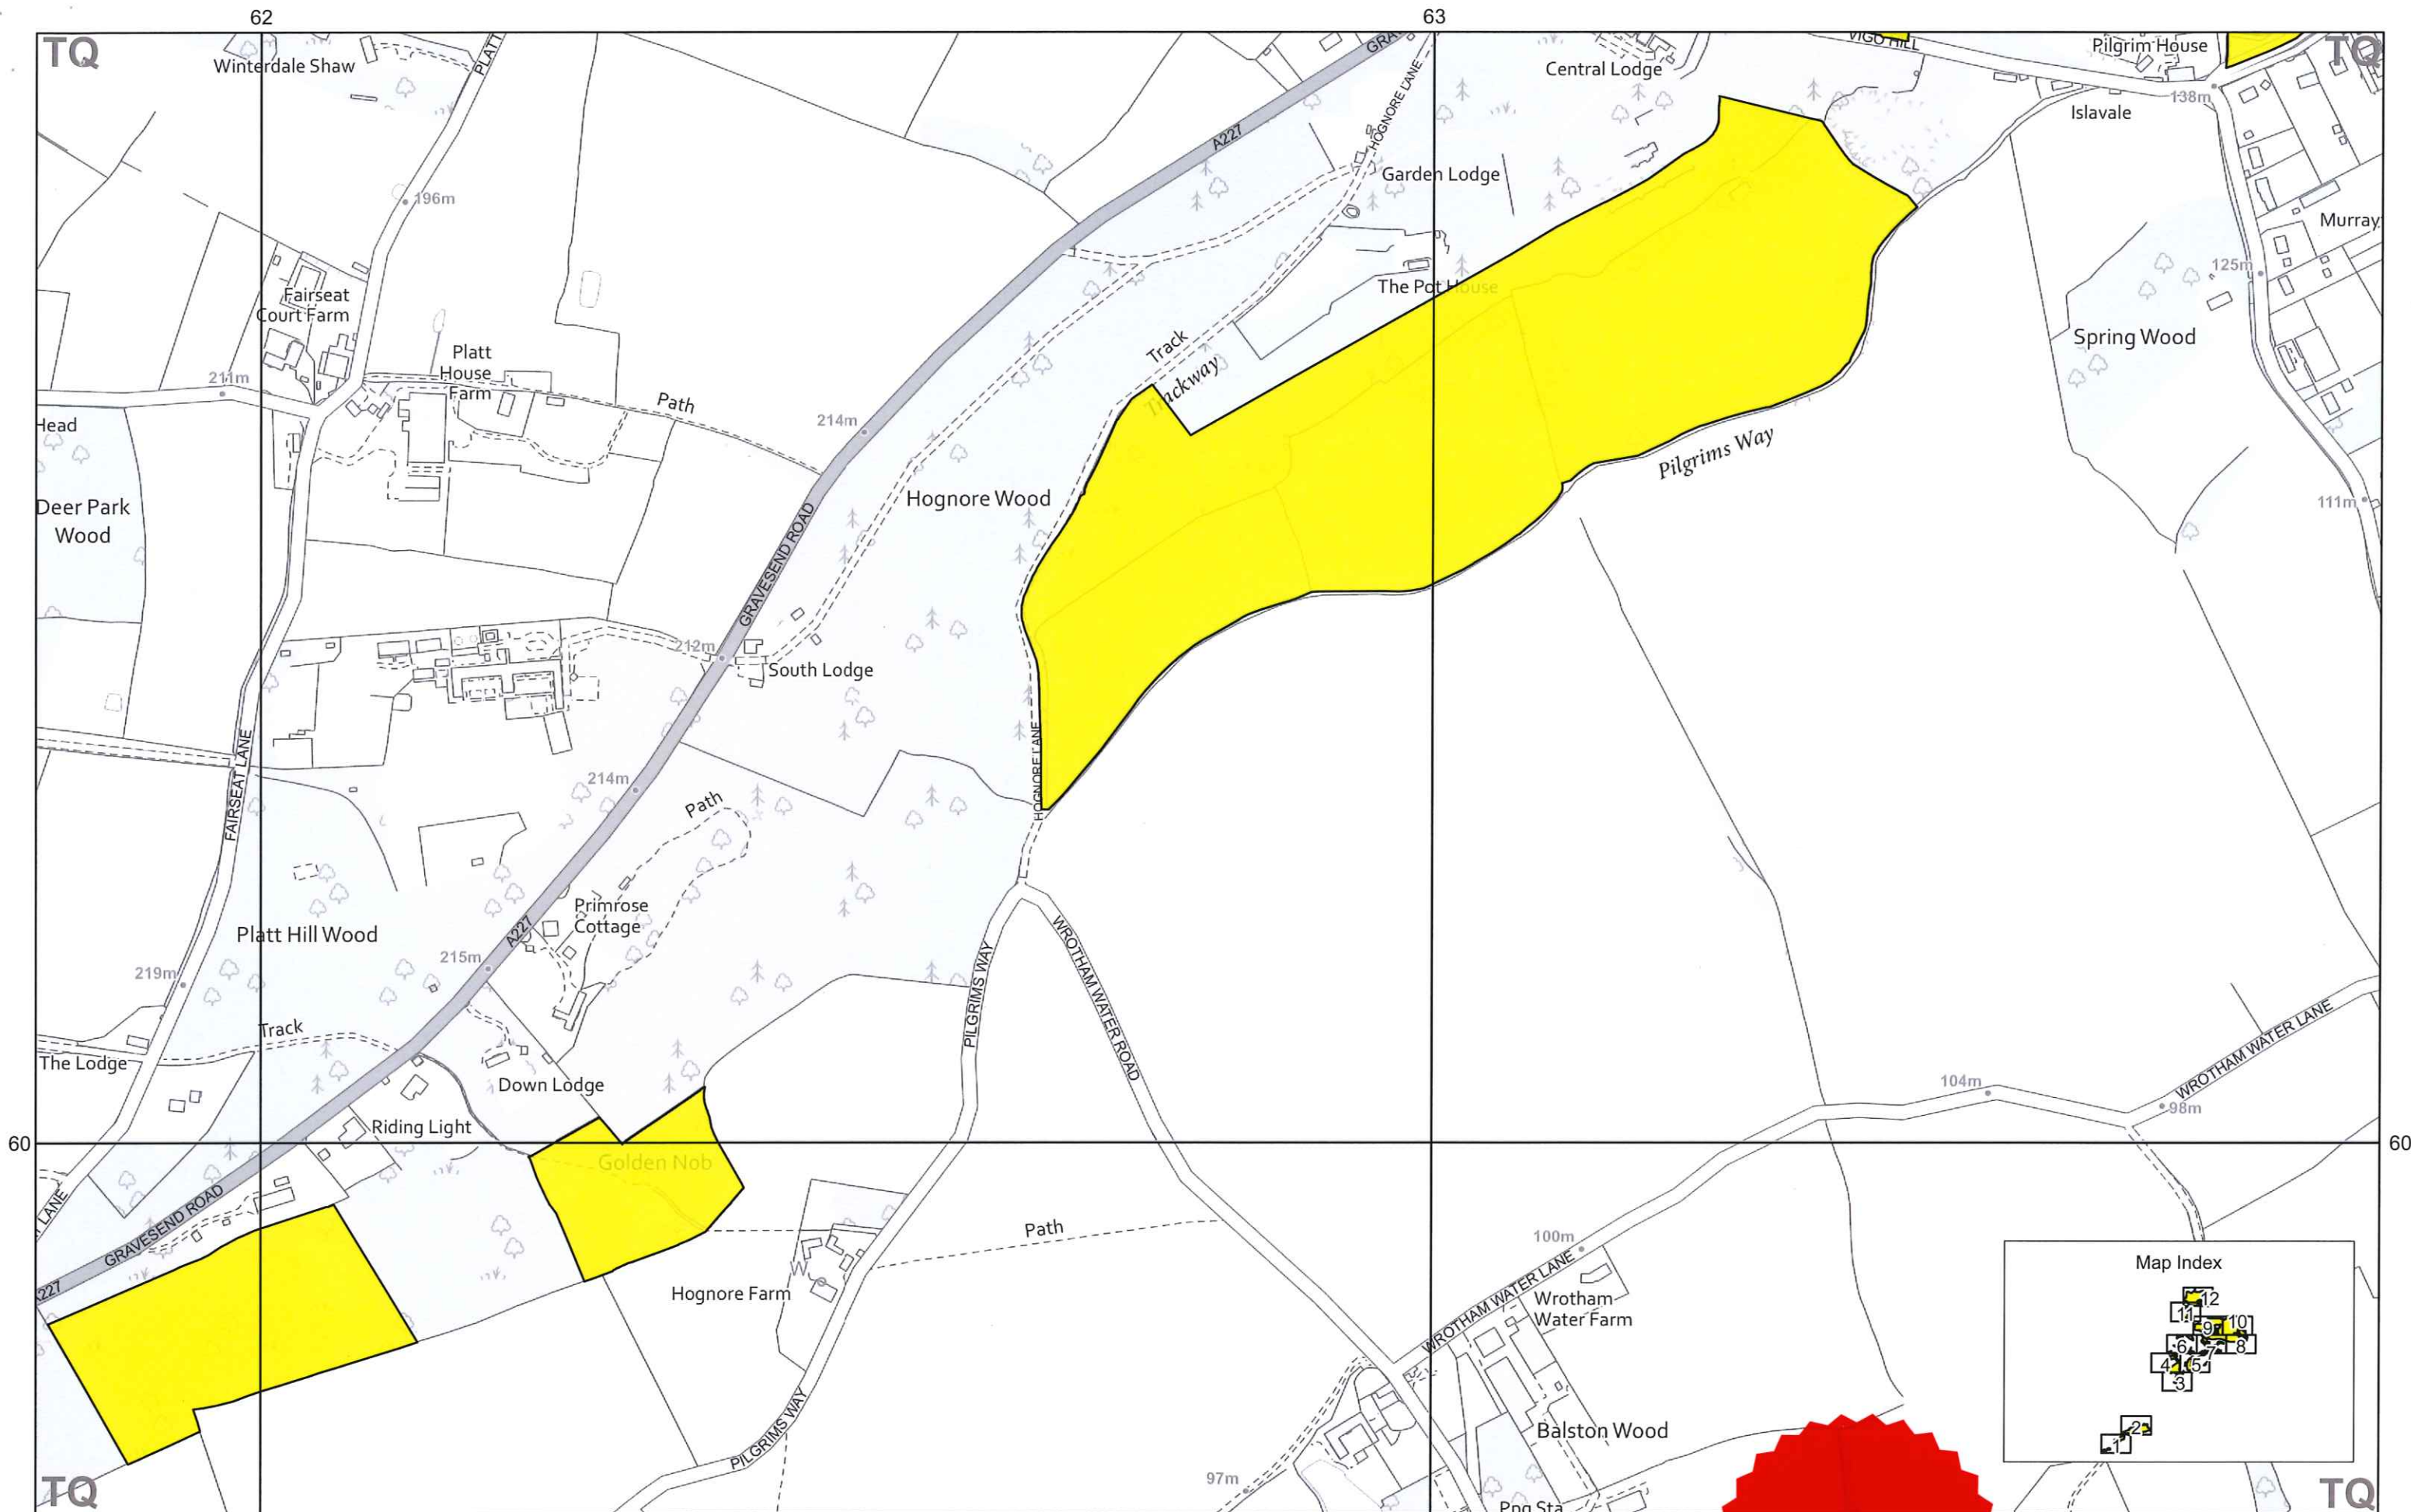 62
63
TQ
TQ
Winterdale Shaw
PLATT
GRA
HOGNORE LANE
Central Lodge
VIGO HILL
Pilgrim House
138m
Islavale
A227
Garden Lodge
196m
Murray
125m
The Pot House
Fairseat
Court Farm
Platt
House
Farm
Track
Trackway
Spring Wood
211m
Path
214m
Head
Pilgrims Way
Deer Park
Wood
Hognore Wood
111m
GRAVESEND ROAD
212m
South Lodge
FAIRSEAT LANE
HOGNORE LANE
214m
Path
Primrose
Cottage
A227
Platt Hill Wood
215m
219m
PILGRIMS WAY
WROTHAM WATER ROAD
Track
The Lodge
Down Lodge
WROTHAM WATER LANE
104m
98m
Riding Light
60
60
Golden Nob
LANE
GRAVESEND ROAD
Path
100m
W
Hognore Farm
WROTHAM WATER LANE
Wrotham
Water Farm
227
Map Index
12
11
10
9
6
7
8
4
5
3
2
1
PILGRIMS WAY
Balston Wood
97m
Ppg Sta
TQ
TQ